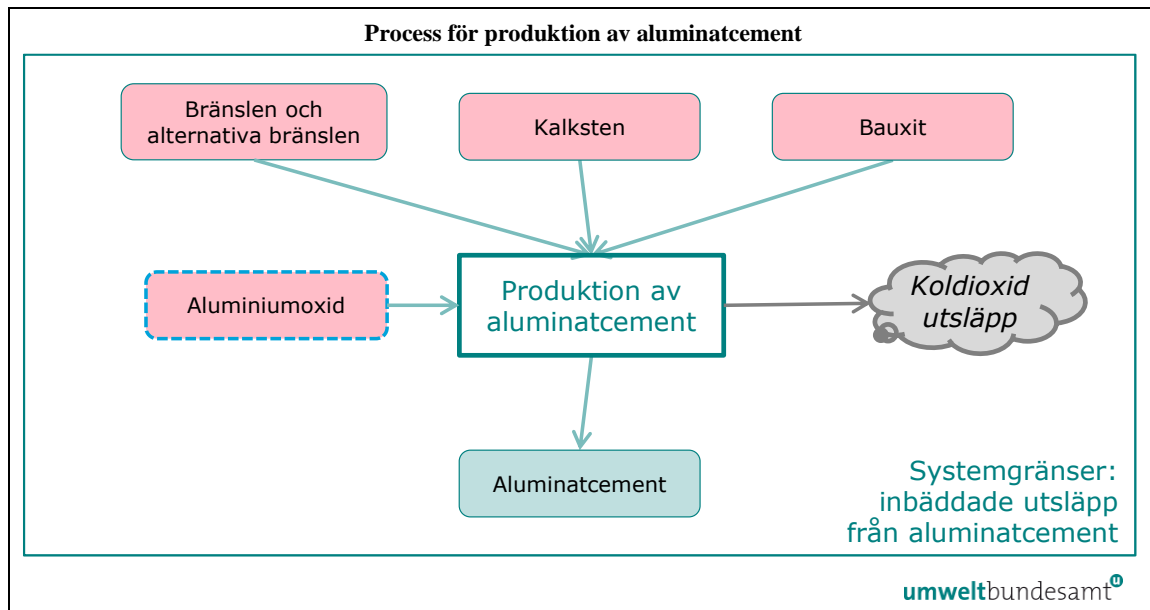 Process för produktion av aluminatcement
Bränslen och
alternativa bränslen
Kalksten
Bauxit
Aluminiumoxid
Produktion av
aluminatcement
Koldioxid
utsläpp
Aluminatcement
Systemgränser:
inbäddade utsläpp
från aluminatcement
umweltbundesamt u